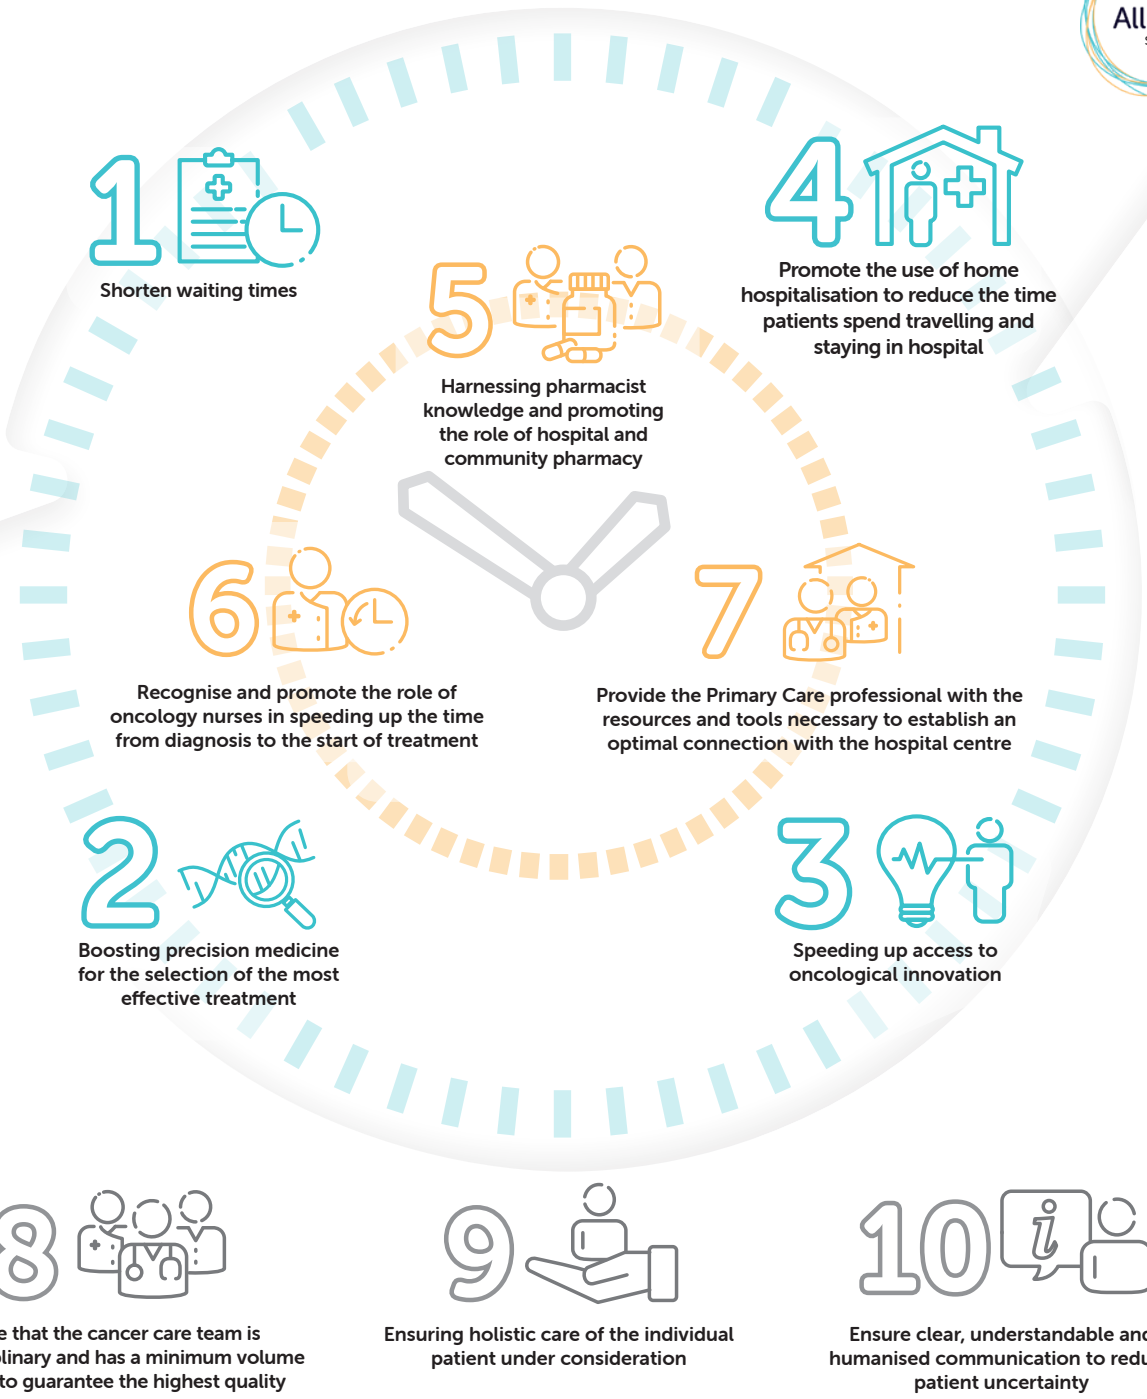 All
1
Shorten waiting times
4
Promote the use of home
hospitalisation to reduce the time
patients spend travelling and
staying in hospital
5
Harnessing pharmacist
knowledge and promoting
the role of hospital and
community pharmacy
6
Recognise and promote the role of
oncology nurses in speeding up the time
from diagnosis to the start of treatment
7
Provide the Primary Care professional with the
resources and tools necessary to establish an
optimal connection with the hospital centre
2
Boosting precision medicine
for the selection of the most
effective treatment
3
Speeding up access to
oncological innovation
8
that the cancer care team is
and has a minimum volume
to guarantee the highest quality
9
Ensuring holistic care of the individual
patient under consideration
10
i
Ensure clear, understandable and
humanised communication to
patient uncertainty